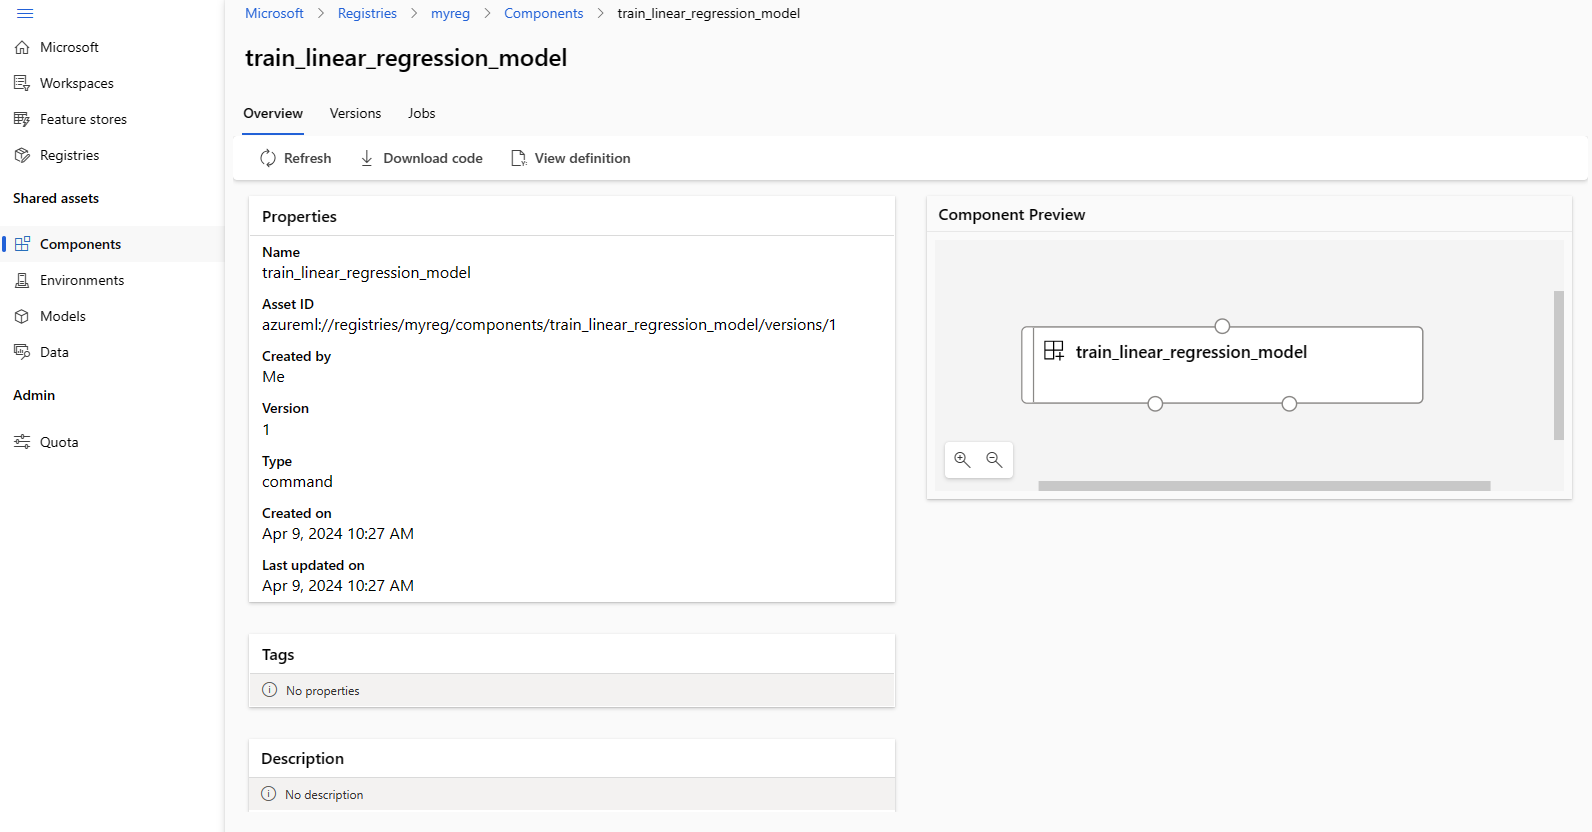 Microsoft > Registries > myreg > Components > train_linear_regression_model
Microsoft
Workspaces
Feature stores
Registries
Shared assets
Components
Environments
Models
Data
Admin
Quota
train_linear_regression_model
Overview Versions Jobs
Refresh Download code View definition
Properties
Name
train_linear_regression_model
Asset ID
azureml://registries/myreg/components/train_linear_regression_model/versions/1
Created by
Me
Version
1
Type
command
Created on
Apr 9, 2024 10:27 AM
Last updated on
Apr 9, 2024 10:27 AM
Tags
No properties
Description
No description
Component Preview
train_linear_regression_model